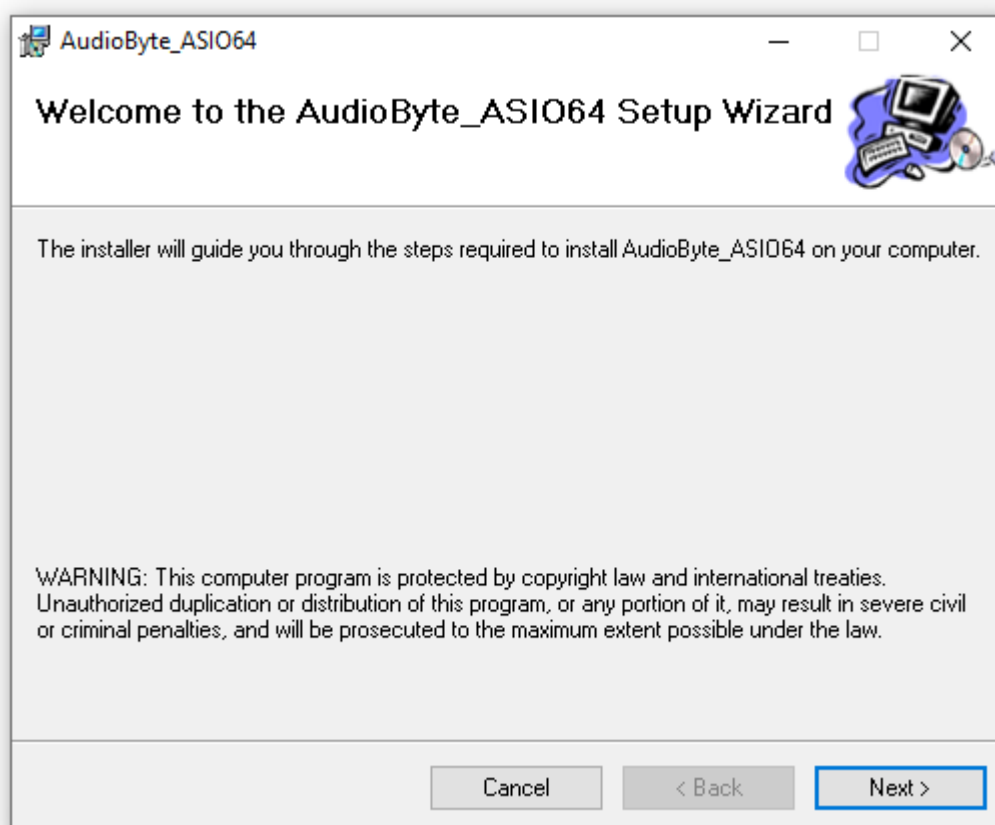 AudioByte_ASIO64
Welcome to the AudioByte_ASIO64 Setup Wizard
The installer will guide you through the steps required to install AudioByte_ASIO64 on your computer.
WARNING: This computer program is protected by copyright law and international treaties.
Unauthorized duplication or distribution of this program, or any portion of it, may result in severe civil
or criminal penalties, and will be prosecuted to the maximum extent possible under the law.
Cancel
< Back
Next >